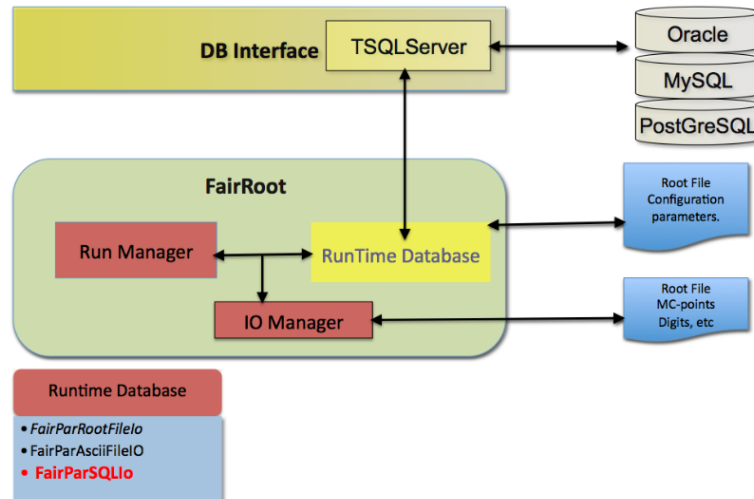 DB Interface
TSQLServer
Oracle
MySQL
PostGreSQL
FairRoot
Run Manager
RunTime Database
IO Manager
Root File
Configuration
parameters.
Root File
MC-points
Digits, etc
Runtime Database
• FairParRootFileIo
• FairParAsciiFileIO
• FairParSQLIo